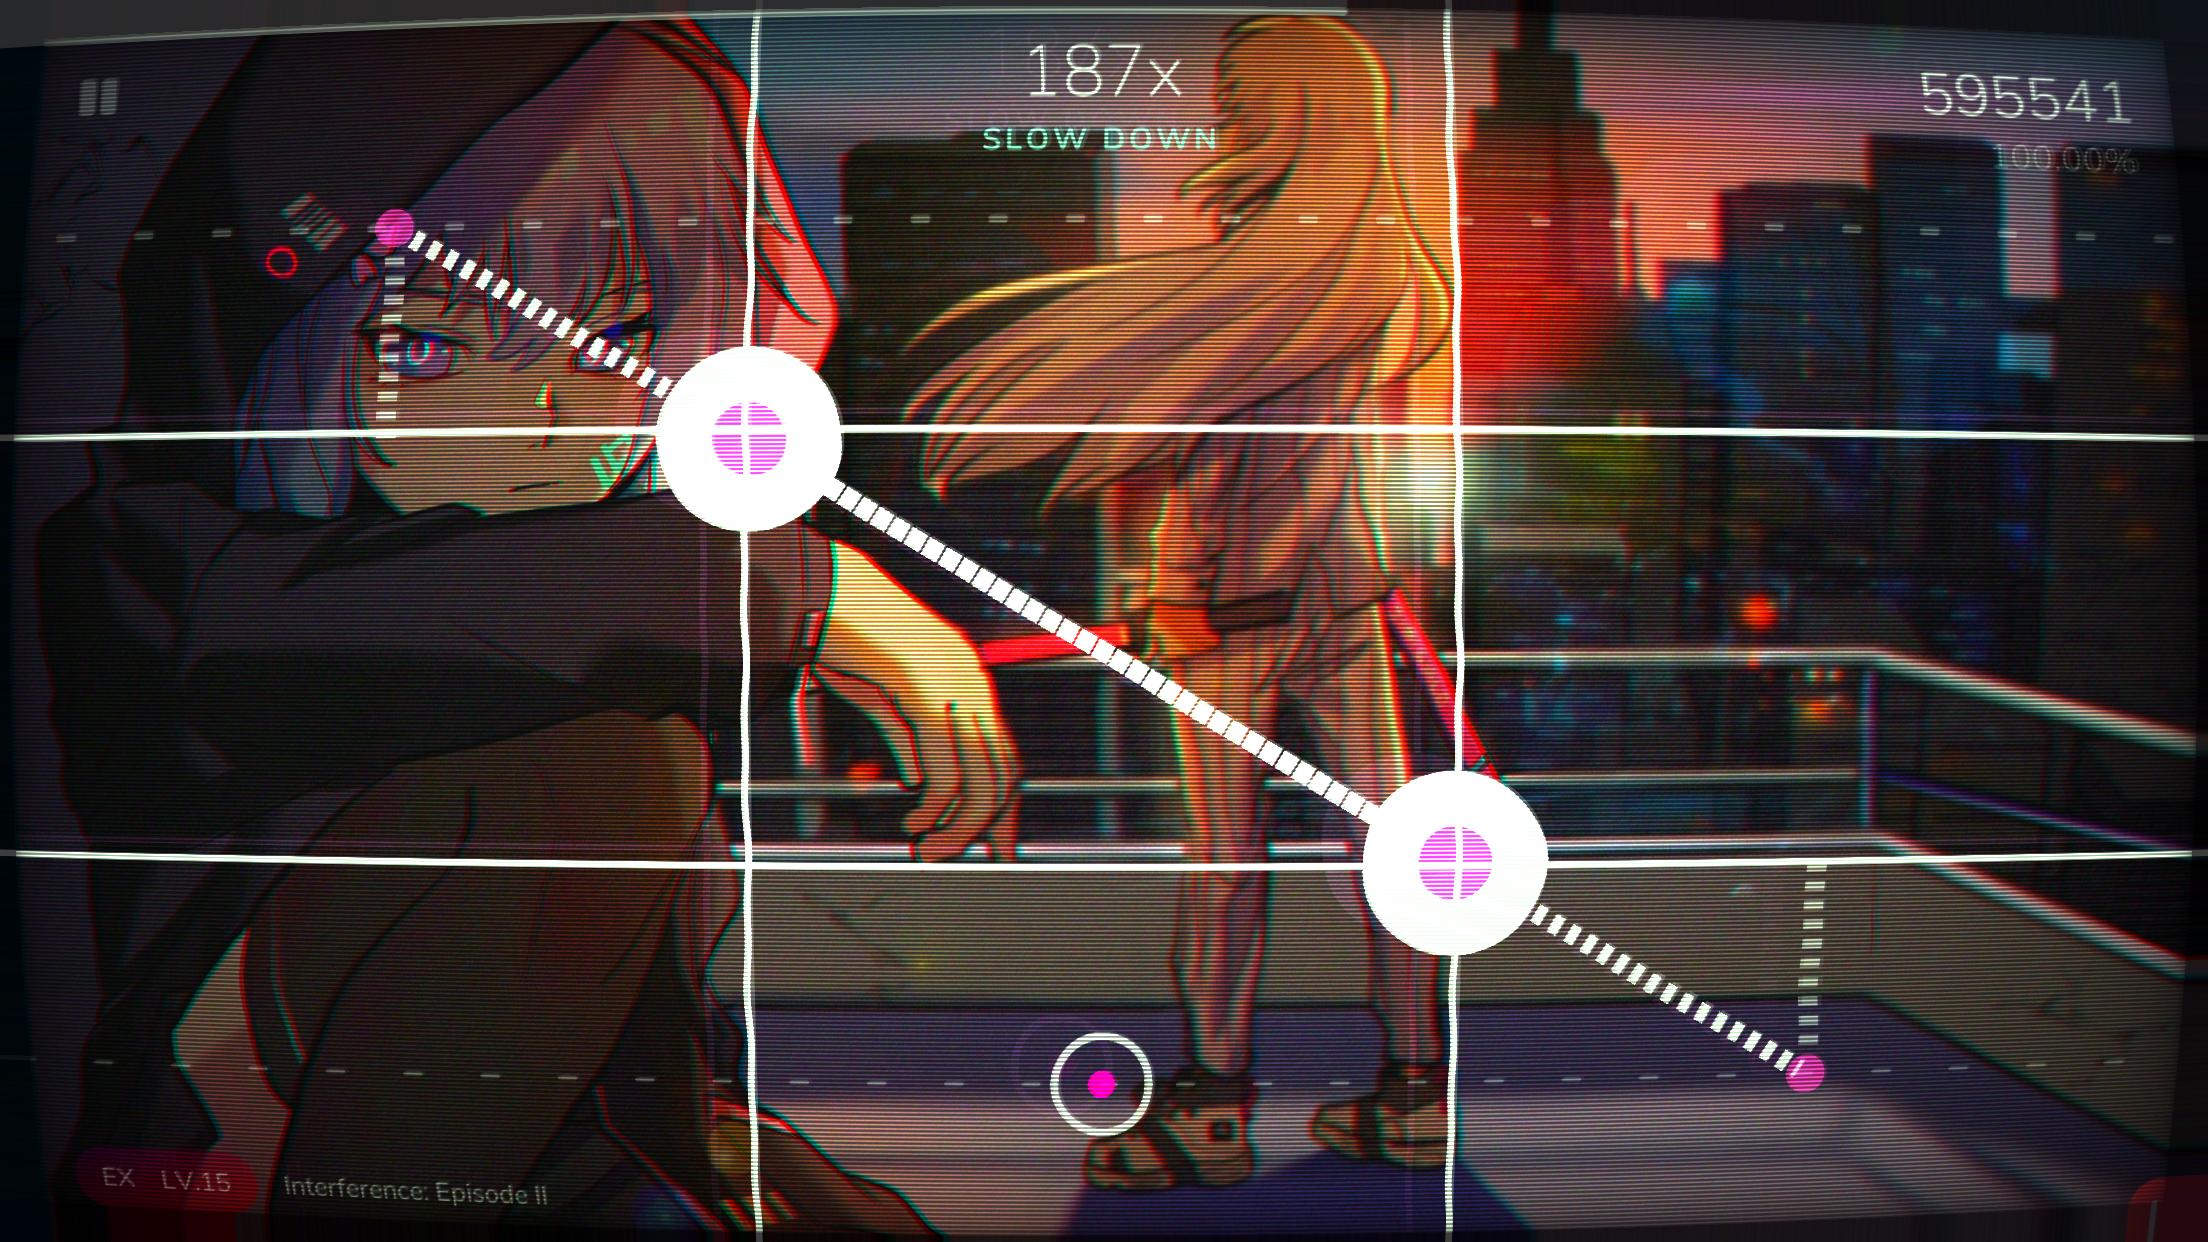 187x
595541
SLOW DOWN
100.00%
EX LV.15 Interference: Episode II